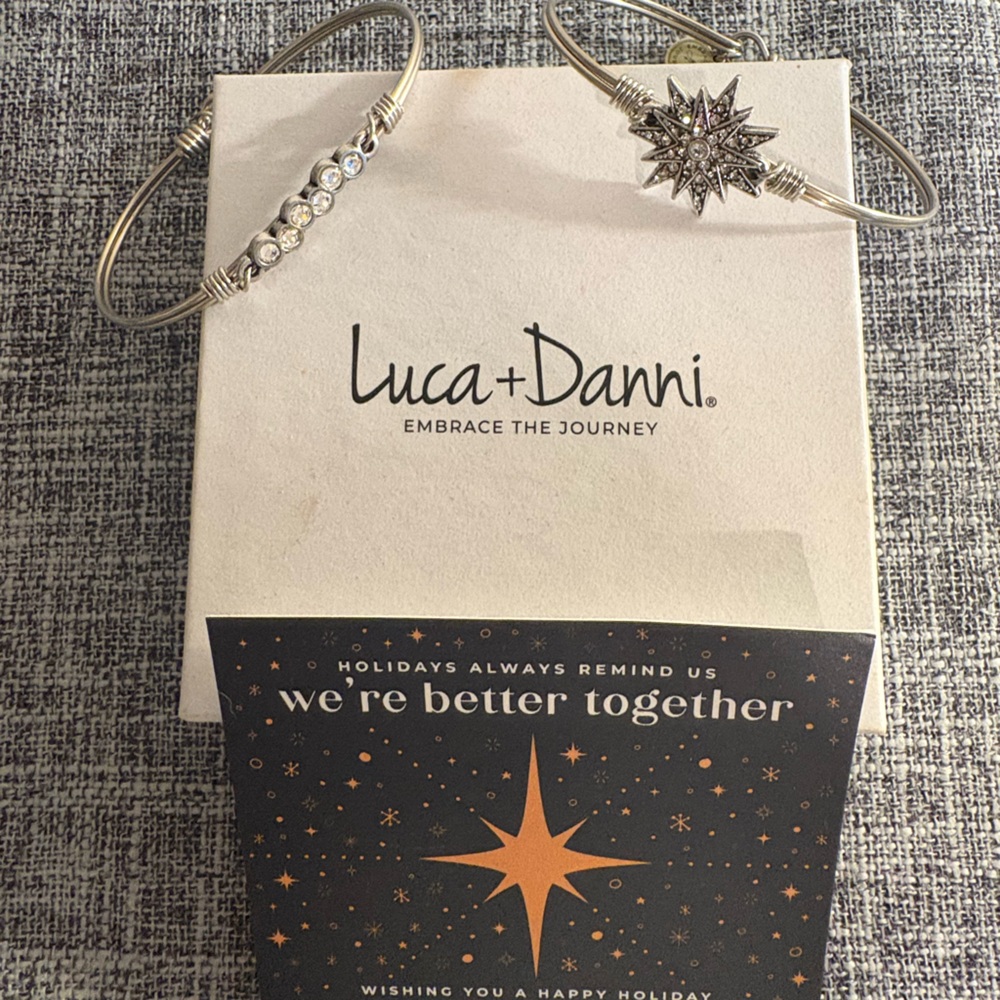 Luca+Danni®
EMBRACE THE JOURNEY
HOLIDAYS ALWAYS REMIND US
we're better together
WISHING YOU A HAPPY HOLIDAY